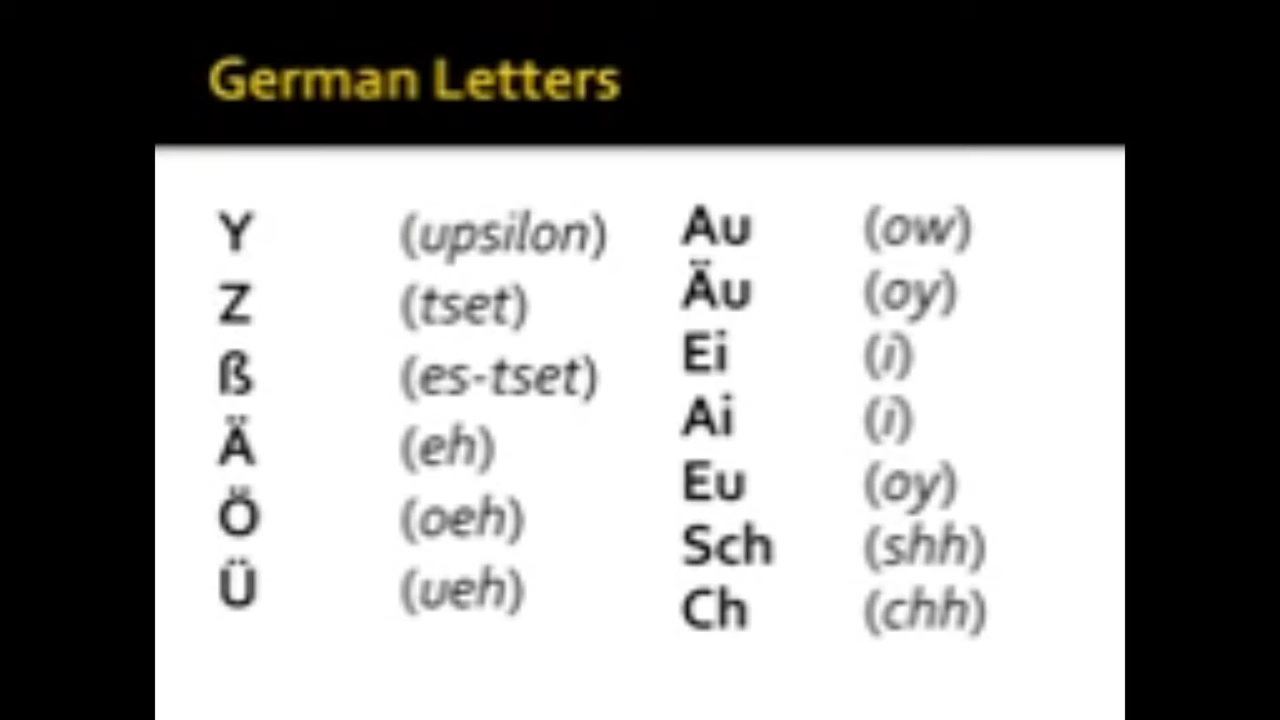 German Letters
Y (upsilon)
Z (tset)
ß (es-tset)
Ä (eh)
Ö (oeh)
Ü (ueh)
Au (ow)
Äu (oy)
Ei (i)
Ai (i)
Eu (oy)
Sch (shh)
Ch (chh)